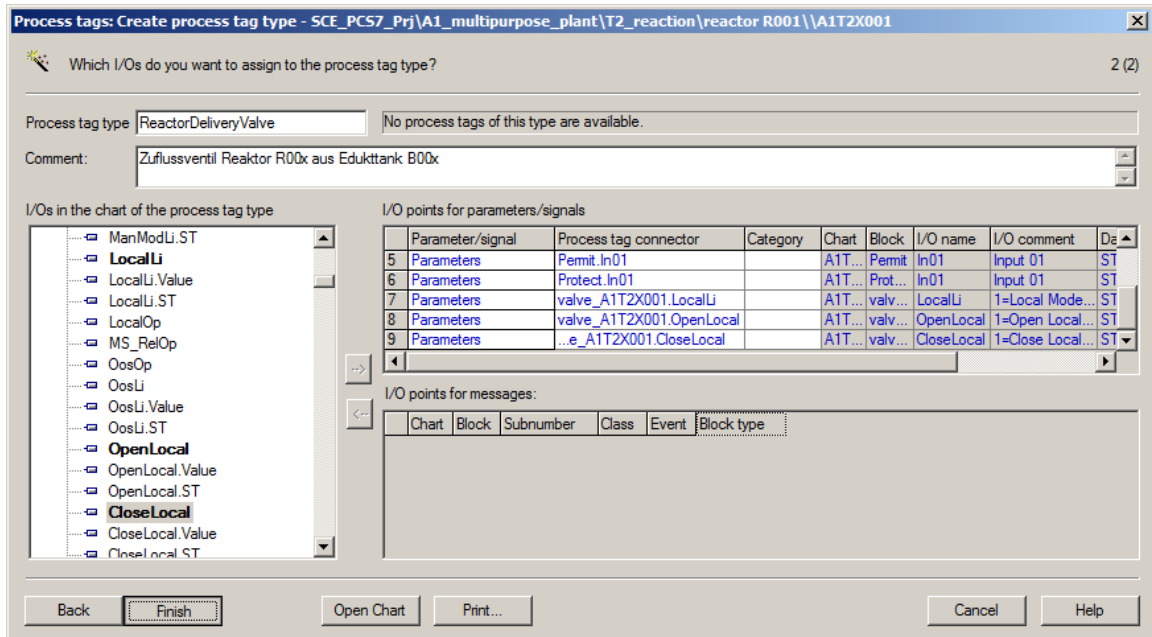 Process tags: Create process tag type - SCE_PCS7_Prj\A1_multipurpose_plant\T2_reaction\reactor R001\\A1T2X001
Which I/Os do you want to assign to the process tag type?
2 (2)
Process tag type ReactorDeliveryValve No process tags of this type are available.
Comment: Zuflussventil Reaktor R00x aus Edukttank B00x
I/Os in the chart of the process tag type
ManModLi.ST
LocalLi
LocalLi.Value
LocalLi.ST
LocalOp
MS_RelOp
OosOp
OosLi
OosLi.Value
OosLi.ST
OpenLocal
OpenLocal.Value
OpenLocal.ST
CloseLocal
CloseLocal.Value
CloseLocal.ST
-->
<--
I/O points for parameters/signals
Parameter/signal Process tag connector Category Chart Block I/O name I/O comment Da
5 Parameters Permit.In01 A1T... Permit In01 Input 01 ST
6 Parameters Protect.In01 A1T... Prot... In01 Input 01 ST
7 Parameters valve_A1T2X001.LocalLi A1T... valv... LocalLi 1=Local Mode... ST
8 Parameters valve_A1T2X001.OpenLocal A1T... valv... OpenLocal 1=Open Local... ST
9 Parameters ...e_A1T2X001.CloseLocal A1T... valv... CloseLocal 1=Close Local... ST
I/O points for messages:
Chart Block Subnumber Class Event Block type
Back Finish Open Chart Print... Cancel Help